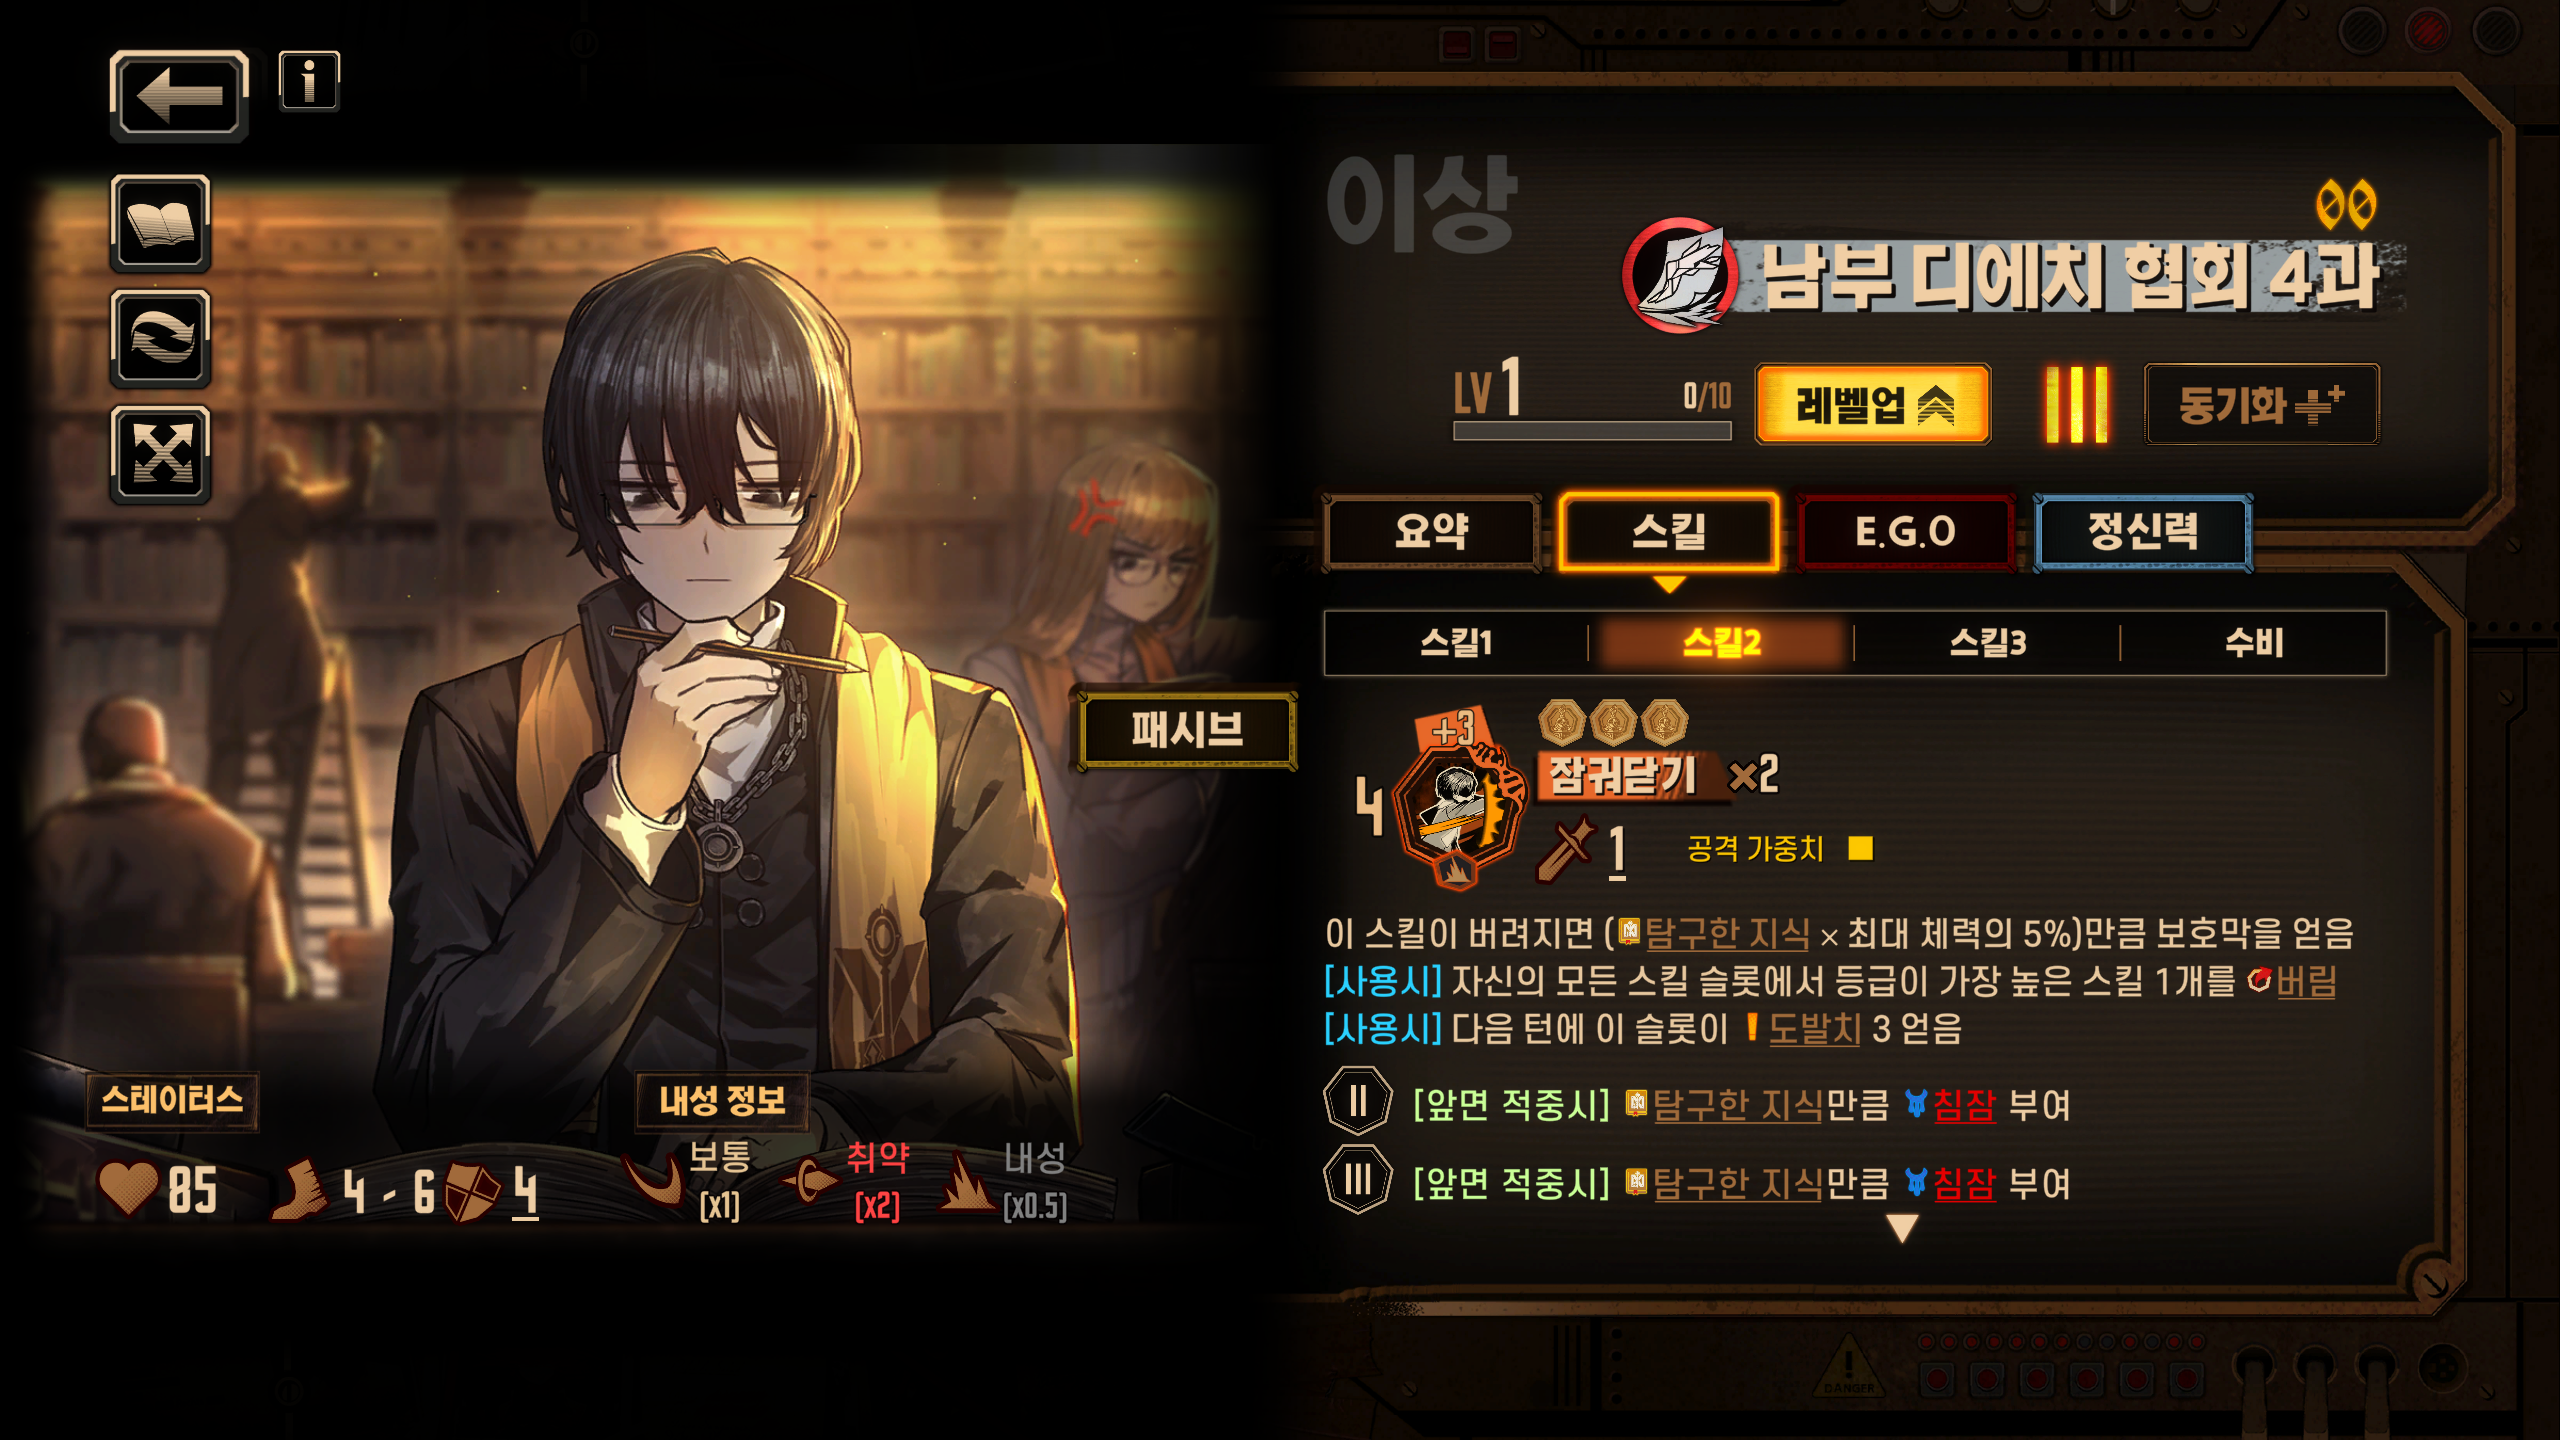 이상
남부 디에치 협회 4과
LV 1
0/10
레벨업
동기화
요약
스킬
E.G.O
정신력
스킬1
스킬2
스킬3
수비
패시브
+3
4
잠궈닫기 ×2
1
공격 가중치
이 스킬이 버려지면 (탐구한 지식 × 최대 체력의 5%)만큼 보호막을 얻음
[사용시] 자신의 모든 스킬 슬롯에서 등급이 가장 높은 스킬 1개를 버림
[사용시] 다음 턴에 이 슬롯이 도발치 3 얻음
II [앞면 적중시] 탐구한 지식만큼 침잠 부여
III [앞면 적중시] 탐구한 지식만큼 침잠 부여
스테이터스
85
4 - 6
4
내성 정보
보통
[x1]
취약
[x2]
내성
[x0.5]
DANGER